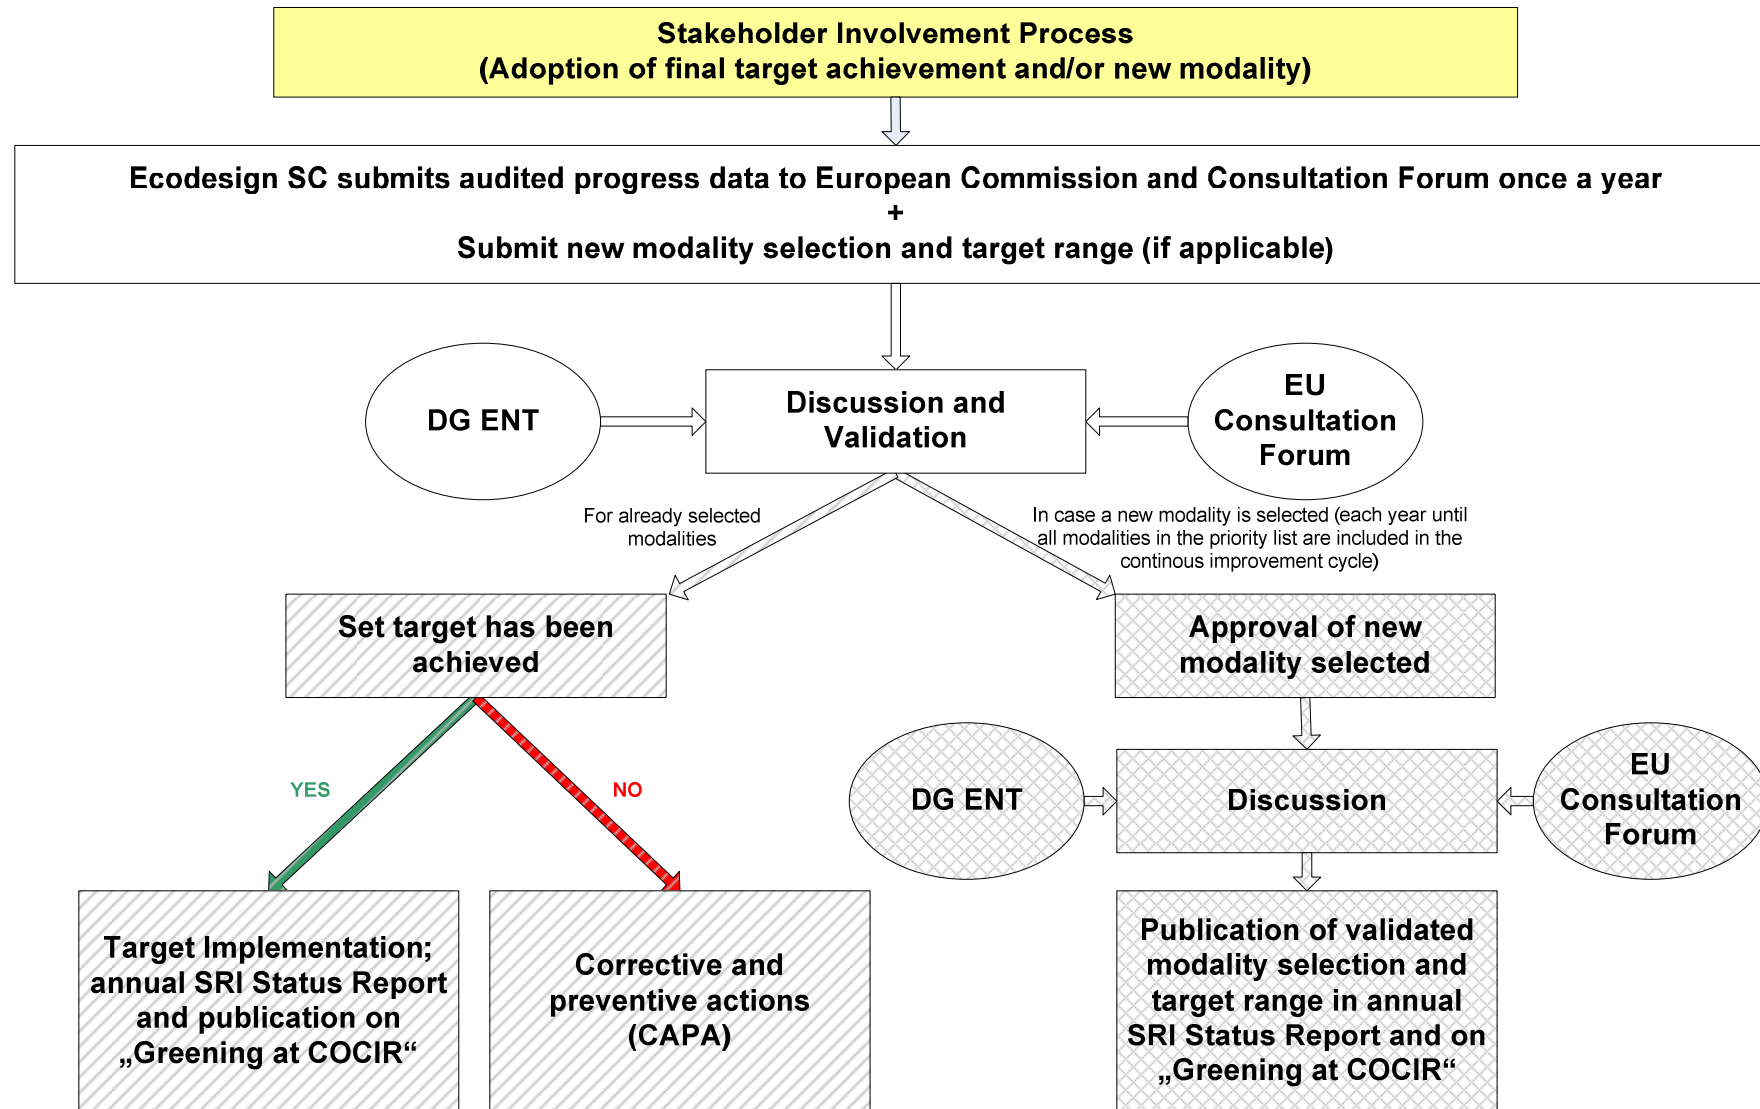 Stakeholder Involvement Process
(Adoption of final target achievement and/or new modality)
Ecodesign SC submits audited progress data to European Commission and Consultation Forum once a year
+
Submit new modality selection and target range (if applicable)
DG ENT
Discussion and
Validation
EU
Consultation
Forum
For already selected
modalities
In case a new modality is selected (each year until
all modalities in the priority list are included in the
continous improvement cycle)
Set target has been
achieved
Approval of new
modality selected
YES
NO
DG ENT
Discussion
EU
Consultation
Forum
Target Implementation;
annual SRI Status Report
and publication on
„Greening at COCIR“
Corrective and
preventive actions
(CAPA)
Publication of validated
modality selection and
target range in annual
SRI Status Report and on
„Greening at COCIR“